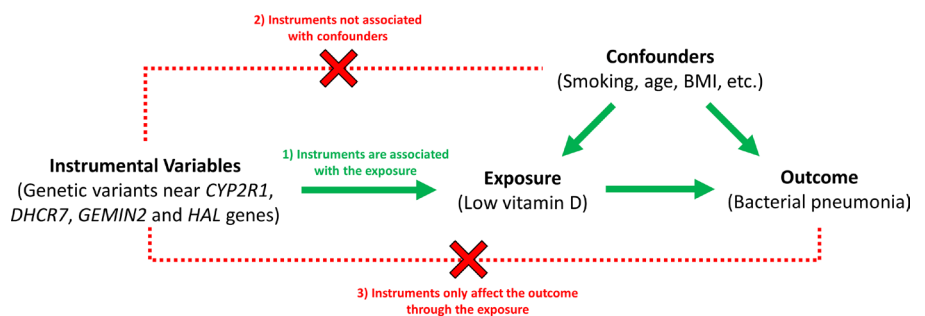 2) Instruments not associated
with confounders
Confounders
(Smoking, age, BMI, etc.)
1) Instruments are associated
with the exposure
Instrumental Variables
(Genetic variants near CYP2R1,
DHCR7, GEMIN2 and HAL genes)
Exposure
(Low vitamin D)
Outcome
(Bacterial pneumonia)
3) Instruments only affect the outcome
through the exposure